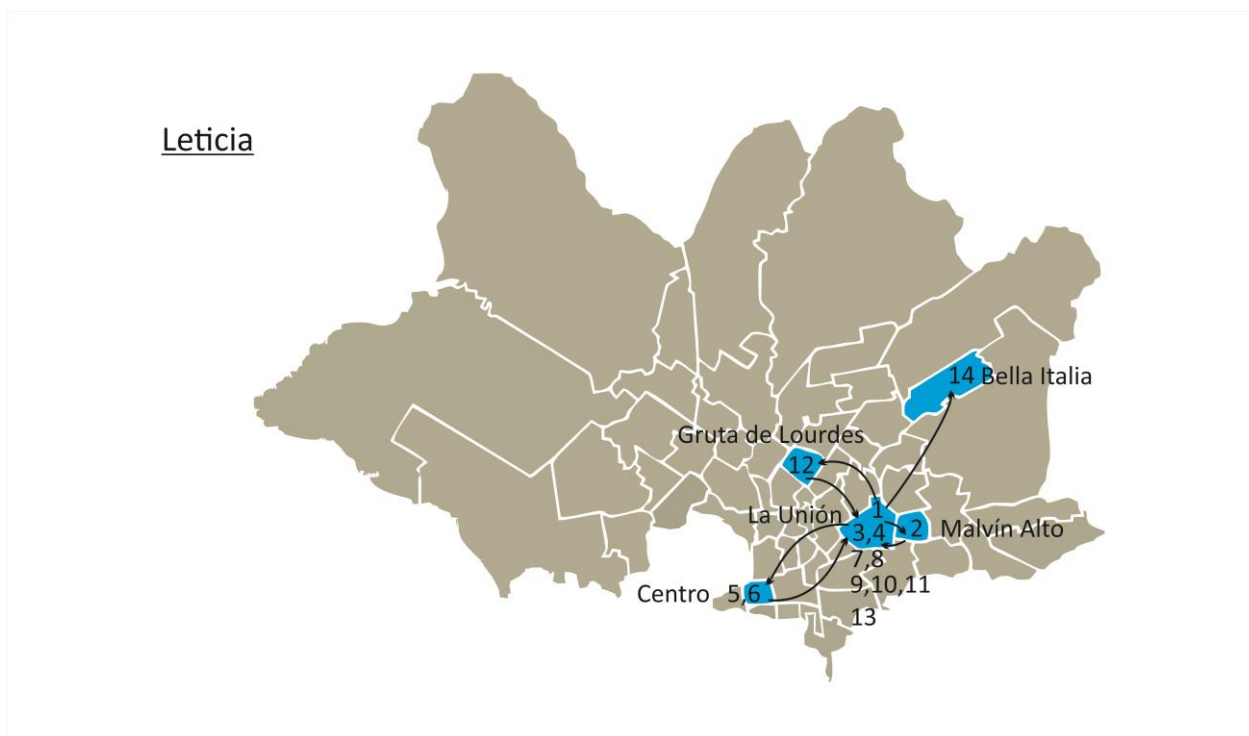 Leticia
14 Bella Italia
Gruta de Lourdes
12
La Unión
1
3,4
2
Malvín Alto
7,8
9,10,11
13
Centro
5,6